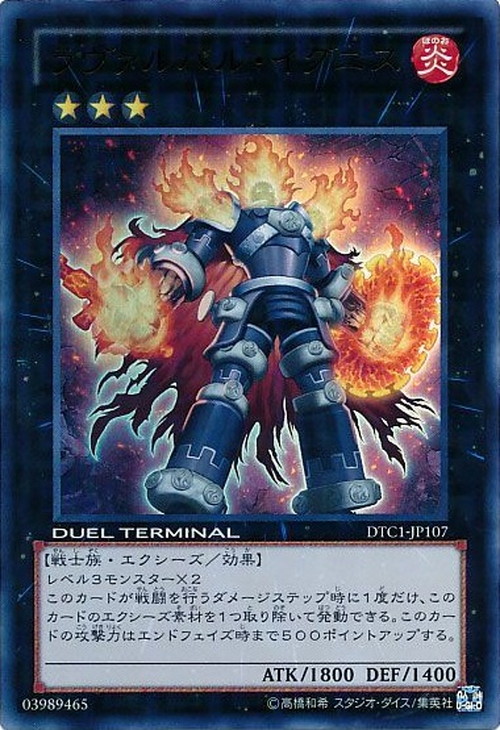 ラヴァルバル・イグニス
炎
ほのお
DUEL TERMINAL
DTC1-JP107
【戦士族・エクシーズ/効果】
レベル3モンスター×2
このカードが戦闘を行うダメージステップ時に1度だけ、この
カードのエクシーズ素材を1つ取り除いて発動できる。このカー
ドの攻撃力はエンドフェイズ時まで500ポイントアップする。
ATK/1800 DEF/1400
03989465
©高橋和希 スタジオ・ダイス/集英社